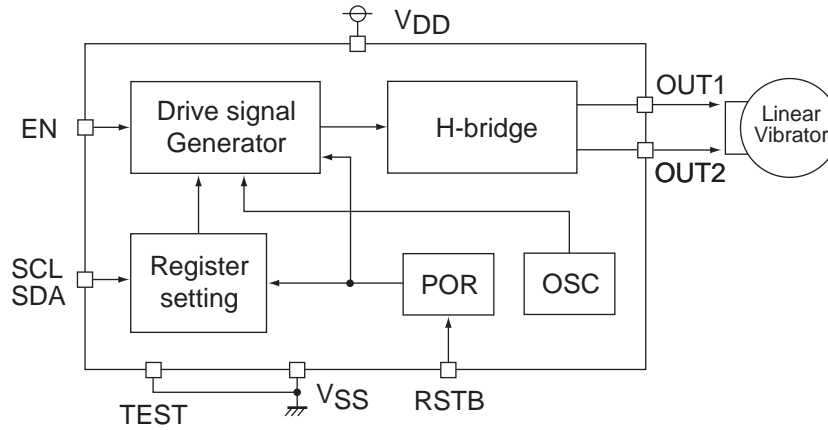 VDD
EN
Drive signal
Generator
H-bridge
OUT1
OUT2
Linear
Vibrator
SCL
SDA
Register
setting
POR
OSC
TEST
VSS
RSTB